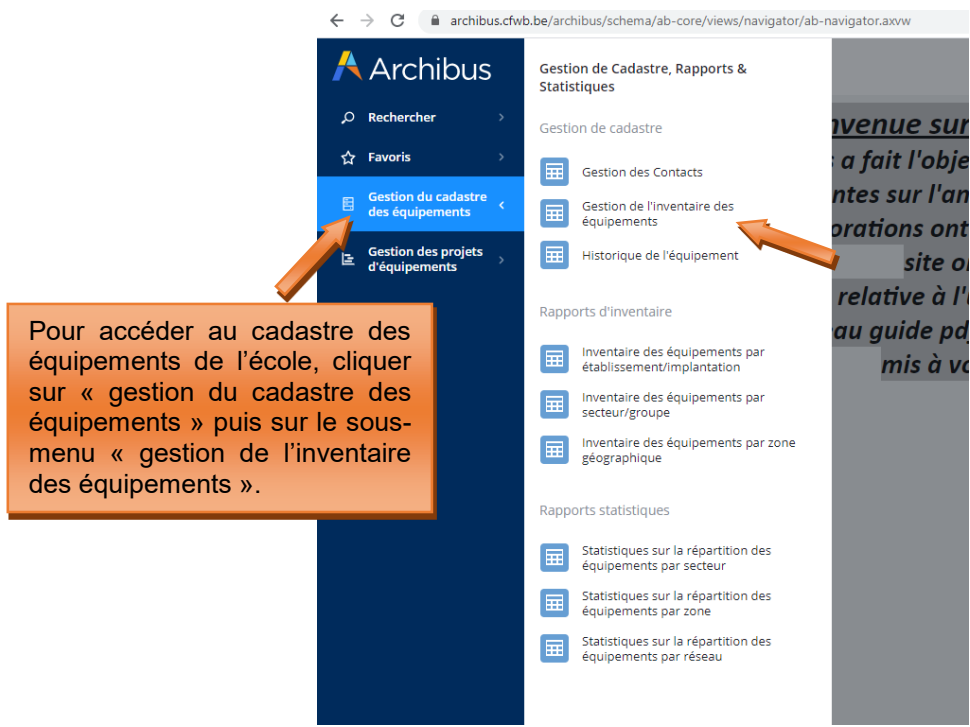 archibus.cfwb.be/archibus/schema/ab-core/views/navigator/ab-navigator.axvw
Archibus
Rechercher
Favoris
Gestion du cadastre
des équipements
Gestion des projets
d'équipements
Pour accéder au cadastre des
équipements de l'école, cliquer
sur « gestion du cadastre des
équipements » puis sur le sous-
menu « gestion de l'inventaire
des équipements ».
Gestion de Cadastre, Rapports &
Statistiques
Gestion de cadastre
Gestion des Contacts
Gestion de l'inventaire des
équipements
Historique de l'équipement
Rapports d'inventaire
Inventaire des équipements par
établissement/implantation
Inventaire des équipements par
secteur/groupe
Inventaire des équipements par zone
géographique
Rapports statistiques
Statistiques sur la répartition des
équipements par secteur
Statistiques sur la répartition des
équipements par zone
Statistiques sur la répartition des
équipements par réseau
nvenue sur
a fait l'obje
ntes sur l'an
orations ont
site
relative à l'
au guide pd
mis à vo